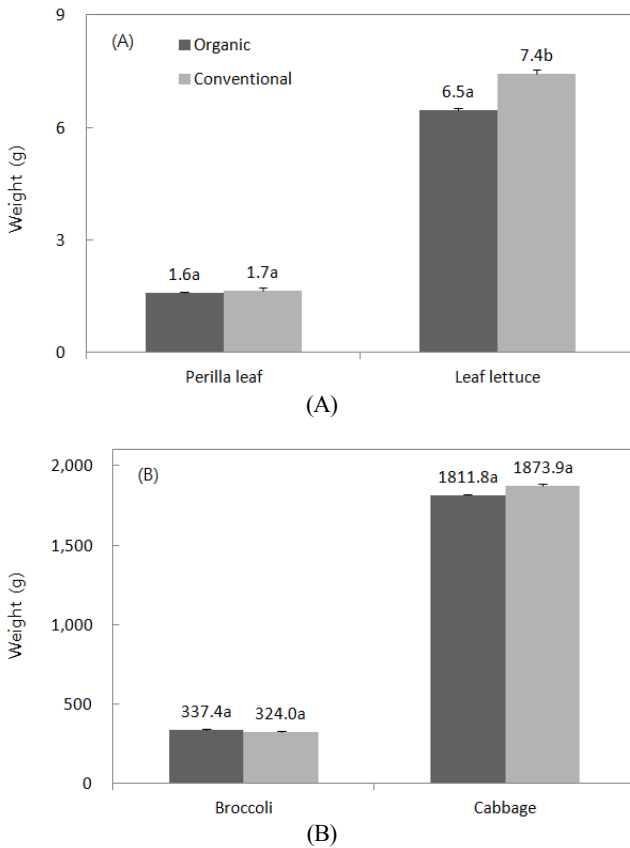 9
(A)
Organic
Conventional
7.4b
6.5a
6
Weight (g)
3
1.6a
1.7a
0
Perilla leaf
Leaf lettuce
(A)
2,000
(B)
1811.8a
1873.9a
1,500
Weight (g)
1,000
500
337.4a
324.0a
0
Broccoli
Cabbage
(B)